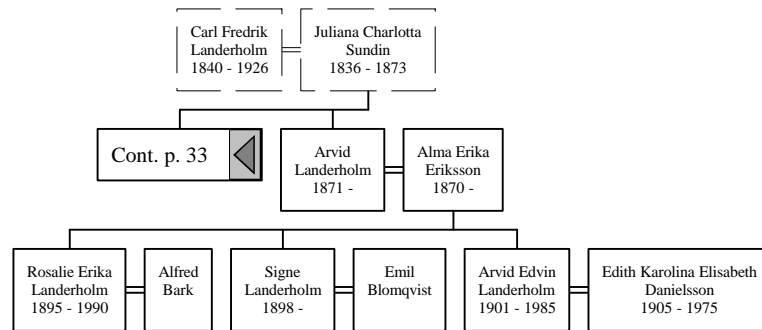 Carl Fredrik
Landerholm
1840 - 1926
Juliana Charlotta
Sundin
1836 - 1873
Cont. p. 33
Arvid
Landerholm
1871 -
Alma Erika
Eriksson
1870 -
Rosalie Erika
Landerholm
1895 - 1990
Alfred
Bark
Signe
Landerholm
1898 -
Emil
Blomqvist
Arvid Edvin
Landerholm
1901 - 1985
Edith Karolina Elisabeth
Danielsson
1905 - 1975